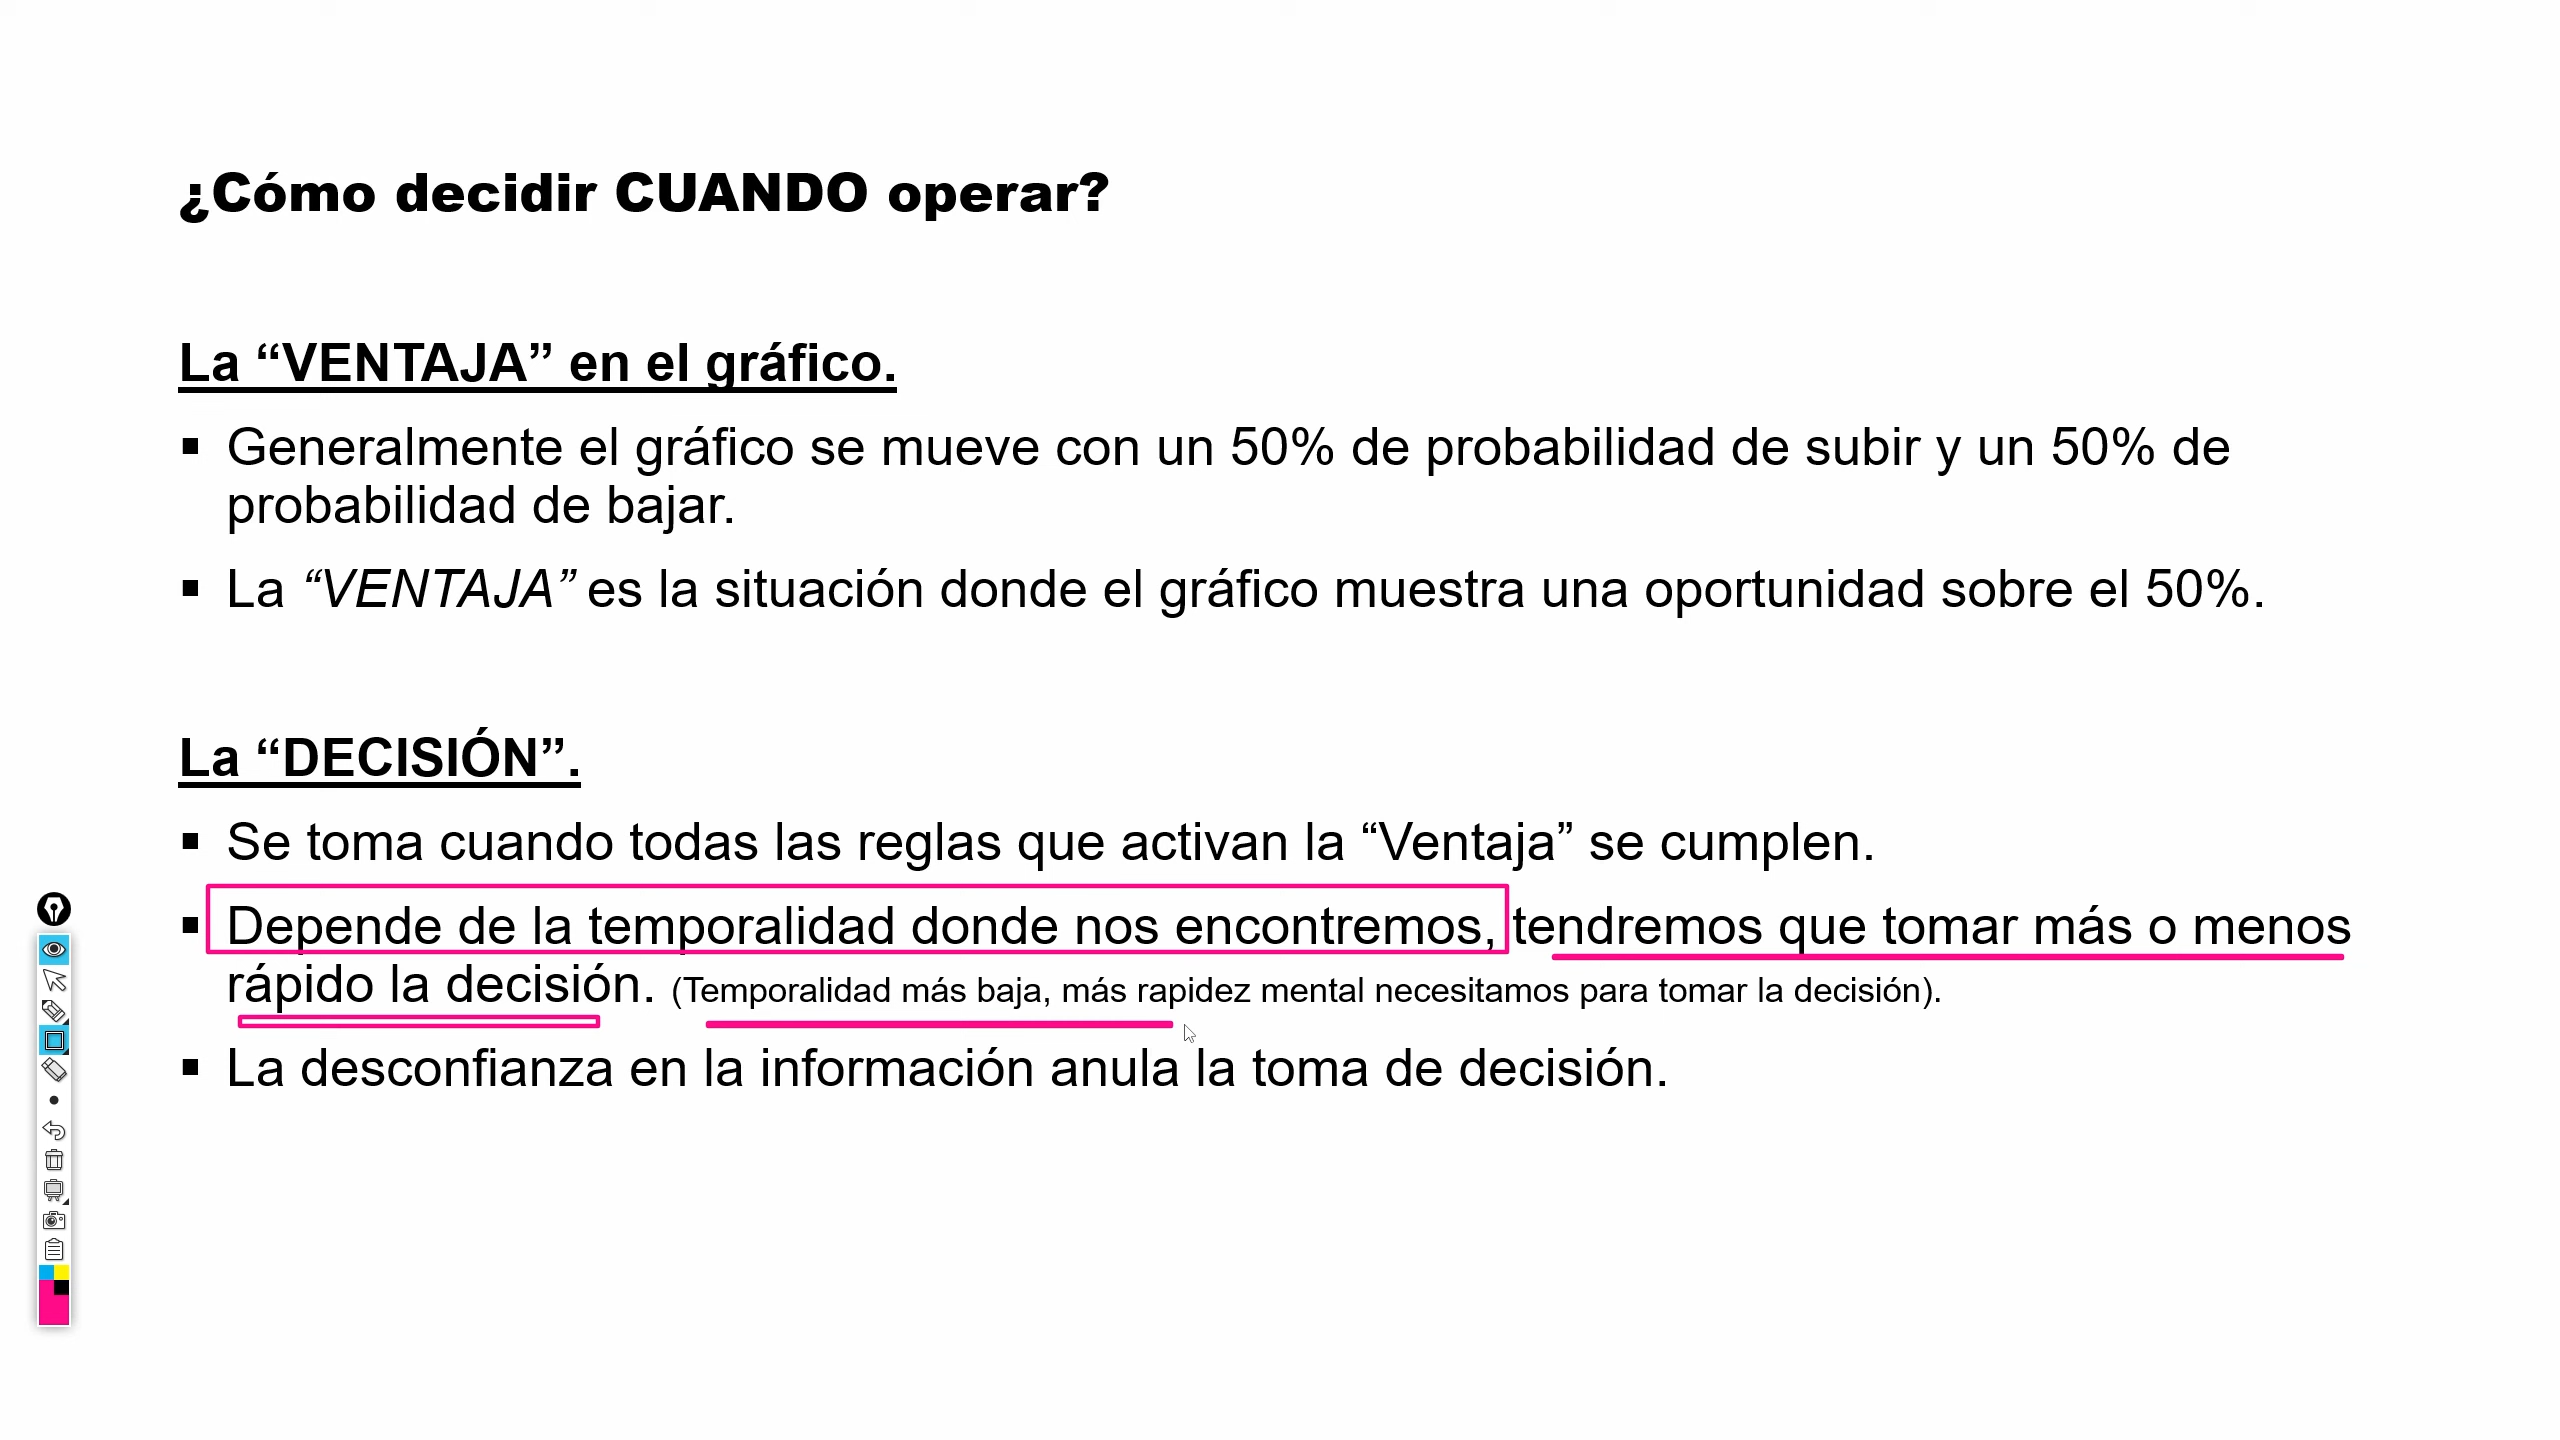 ¿Cómo decidir CUANDO operar?
La “VENTAJA” en el gráfico.
▪ Generalmente el gráfico se mueve con un 50% de probabilidad de subir y un 50% de
probabilidad de bajar.
▪ La “VENTAJA” es la situación donde el gráfico muestra una oportunidad sobre el 50%.
La “DECISIÓN”.
▪ Se toma cuando todas las reglas que activan la “Ventaja” se cumplen.
▪ Depende de la temporalidad donde nos encontremos, tendremos que tomar más o menos
rápido la decisión. (Temporalidad más baja, más rapidez mental necesitamos para tomar la decisión).
▪ La desconfianza en la información anula la toma de decisión.